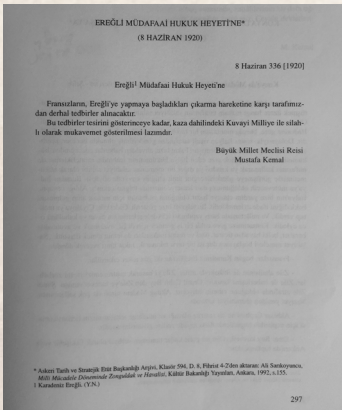 EREĞLİ MÜDAFAAİ HUKUK HEYETİ'NE*
(8 HAZİRAN 1920)
8 Haziran 336 [1920]
Ereğli¹ Müdafaai Hukuk Heyeti'ne
Fransızların, Ereğli'ye yapmaya başladıkları çıkarma hareketine karşı tarafımız-
dan derhal tedbirler alınacaktır.
Bu tedbirler tesirini gösterinceye kadar, kaza dahilindeki Kuvayi Milliye ile silah-
lı olarak mukavemet gösterilmesi lazımdır.
Büyük Millet Meclisi Reisi
Mustafa Kemal
* Askeri Tarih ve Stratejik Etüt Başkanlığı Arşivi, Klasör 594, D. 8, Fihrist 4-2'den aktaran: Ali Sarıkoyuncu,
Milli Mücadele Döneminde Zonguldak ve Havalisi, Kültür Bakanlığı Yayınları, Ankara, 1992, s.155.
1 Karadeniz Ereğli. (Y.N.)
297